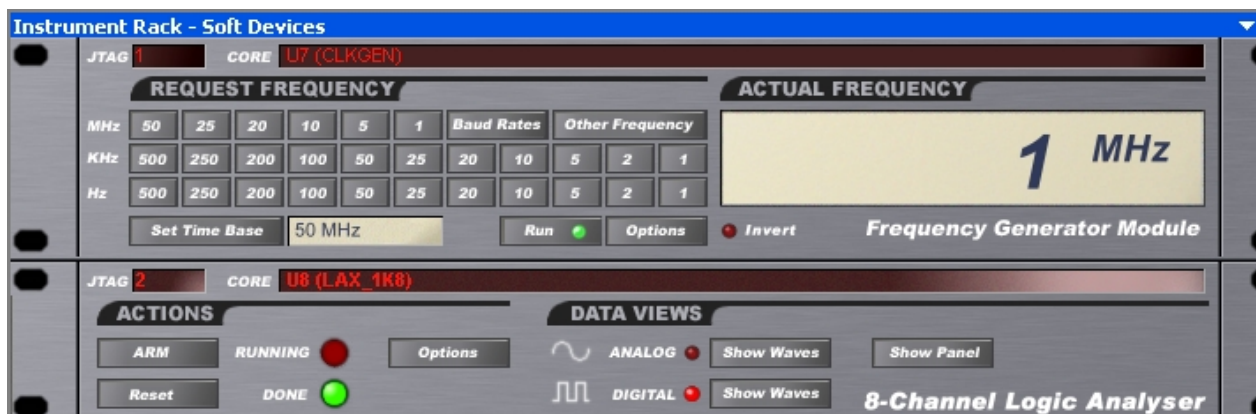 Instrument Rack - Soft Devices
JTAG 1 CORE U7 (CLKGEN)
REQUEST FREQUENCY ACTUAL FREQUENCY
MHz 50 25 20 10 5 1 Baud Rates Other Frequency
1 MHz
KHz 500 250 200 100 50 25 20 10 5 2 1
Hz 500 250 200 100 50 25 20 10 5 2 1
Set Time Base 50 MHz Run Options Invert Frequency Generator Module
JTAG 2 CORE U8 (LAX_1K8)
ACTIONS DATA VIEWS
ARM RUNNING Options ANALOG Show Waves Show Panel
Reset DONE DIGITAL Show Waves 8-Channel Logic Analyser